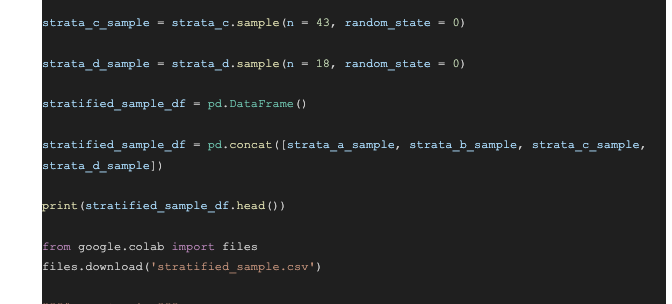 strata_c_sample = strata_c.sample(n = 43, random_state = 0)
strata_d_sample = strata_d.sample(n = 18, random_state = 0)
stratified_sample_df = pd.DataFrame()
stratified_sample_df = pd.concat([strata_a_sample, strata_b_sample, strata_c_sample,
strata_d_sample])
print(stratified_sample_df.head())
from google.colab import files
files.download('stratified_sample.csv')